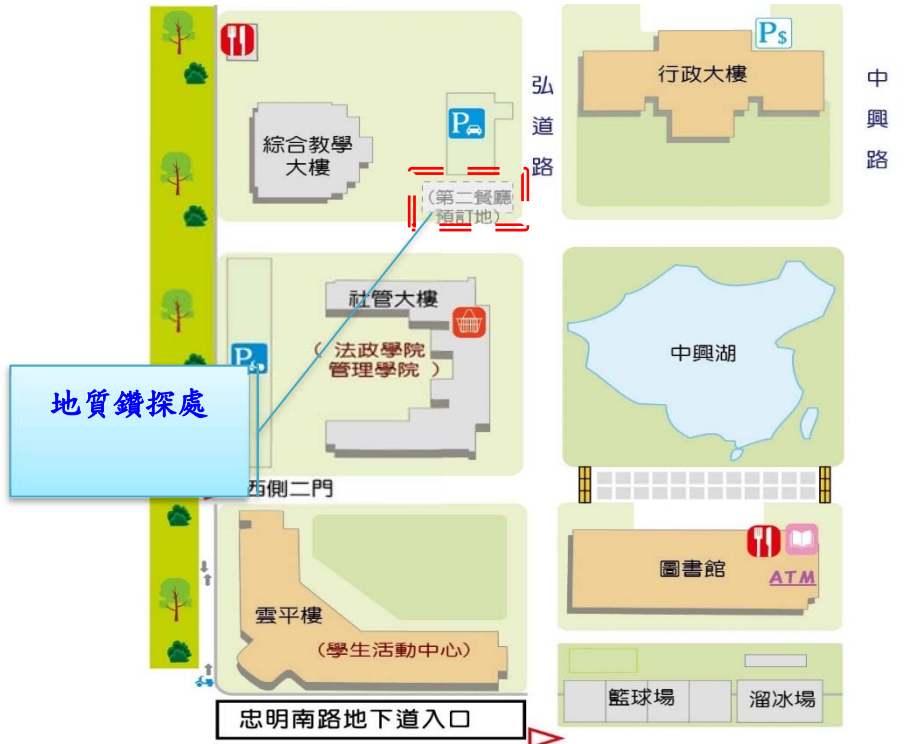 P$
行政大樓
弘道路
中興路
P
綜合教學
大樓
(第二餐廳
預訂地)
社管大樓
( 法政學院
管理學院 )
中興湖
P
地質鑽探處
西側二門
圖書館
ATM
雲平樓
(學生活動中心)
籃球場
溜冰場
忠明南路地下道入口